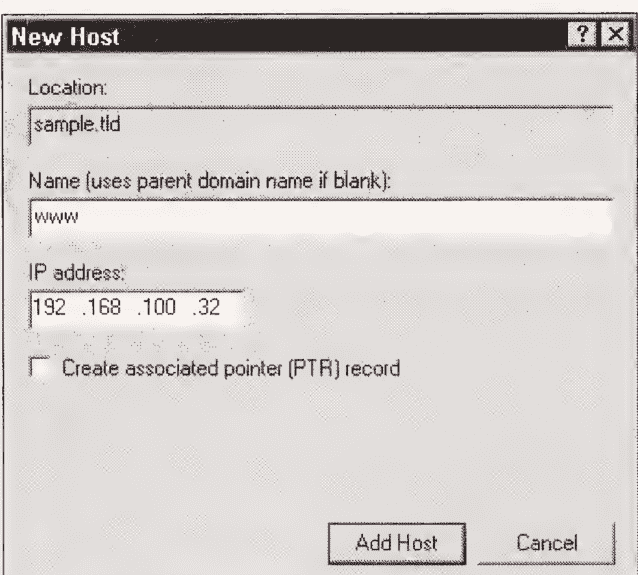 New Host
Location:
sample.tld
Name (uses parent domain name if blank):
www
IP address:
192 .168 .100 .32
Create associated pointer (PTR) record
Add Host
Cancel